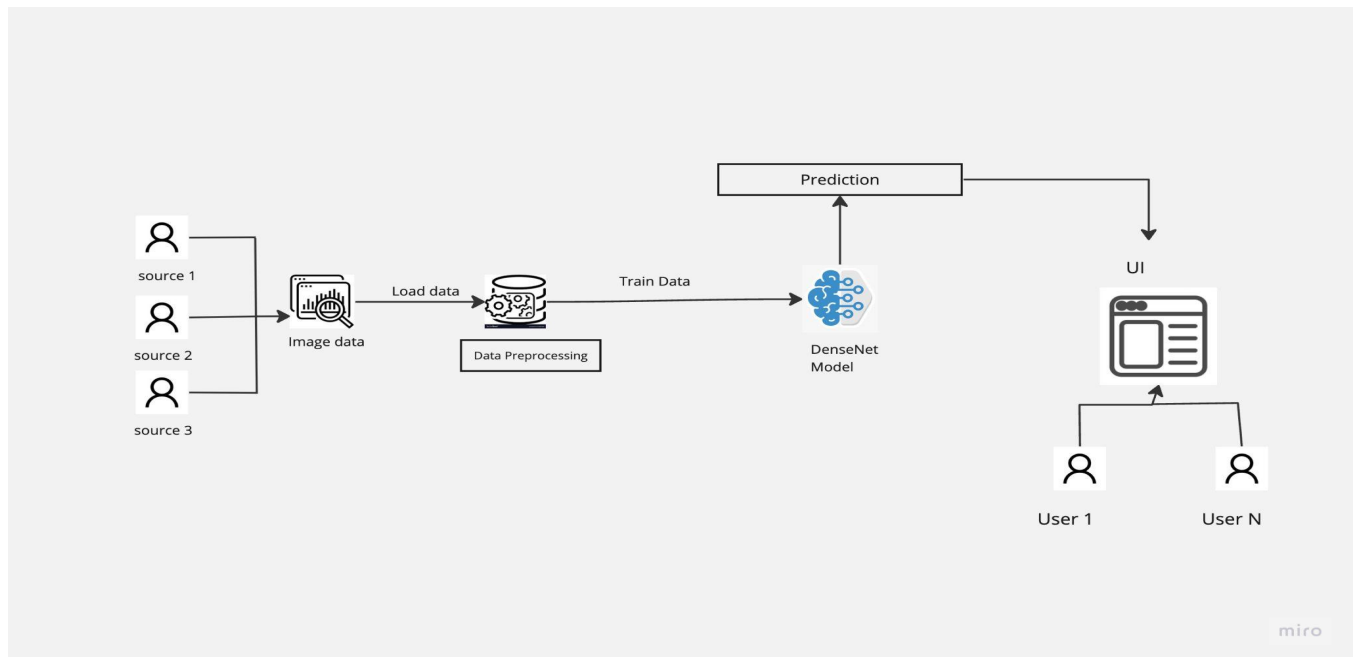 Prediction
source 1
UI
Load data
Train Data
Image data
source 2
Data Preprocessing
DenseNet
Model
source 3
User 1
User N
miro